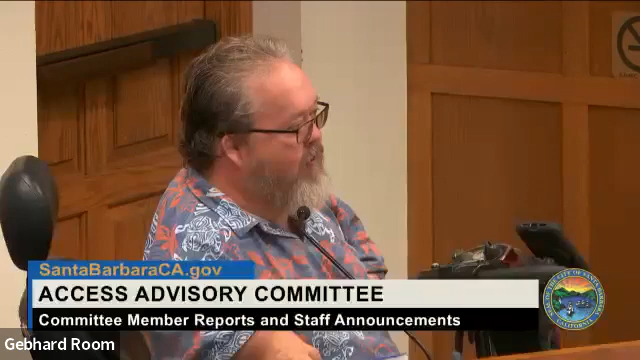 SantaBarbaraCA.gov
ACCESS ADVISORY COMMITTEE
Committee Member Reports and Staff Announcements
Gebhard Room